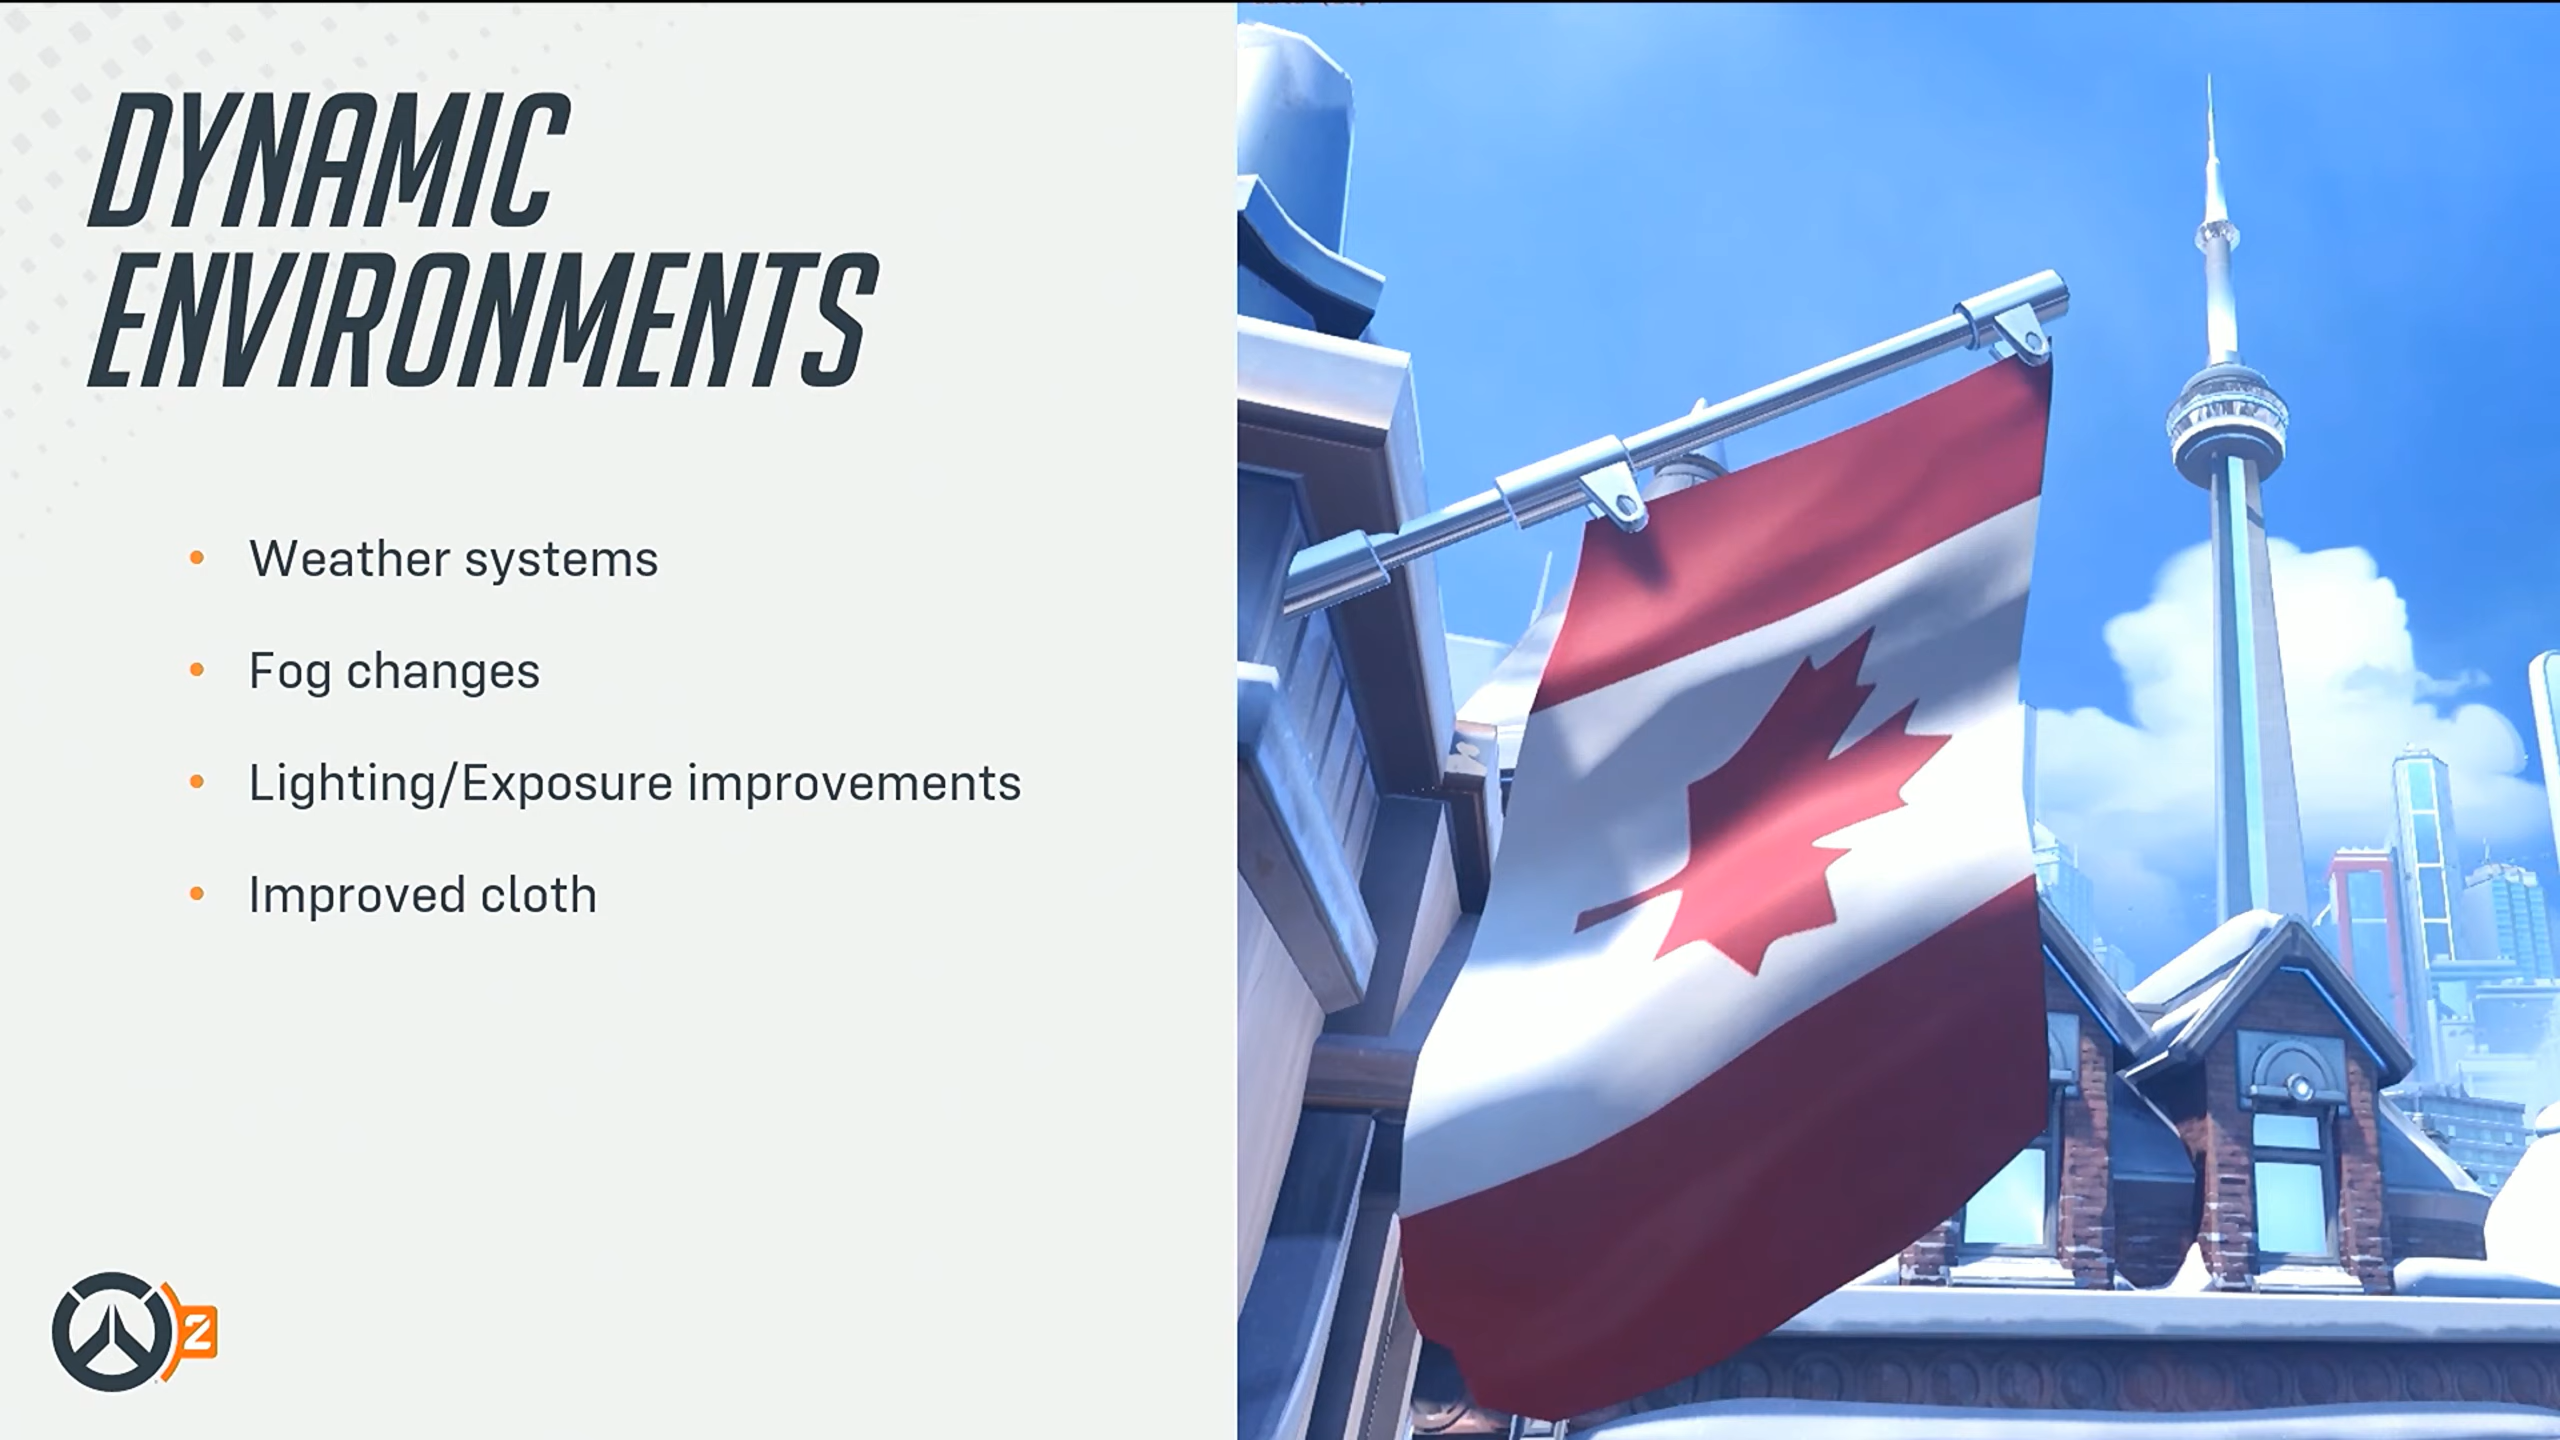 DYNAMIC
ENVIRONMENTS
• Weather systems
• Fog changes
• Lighting/Exposure improvements
• Improved cloth
2